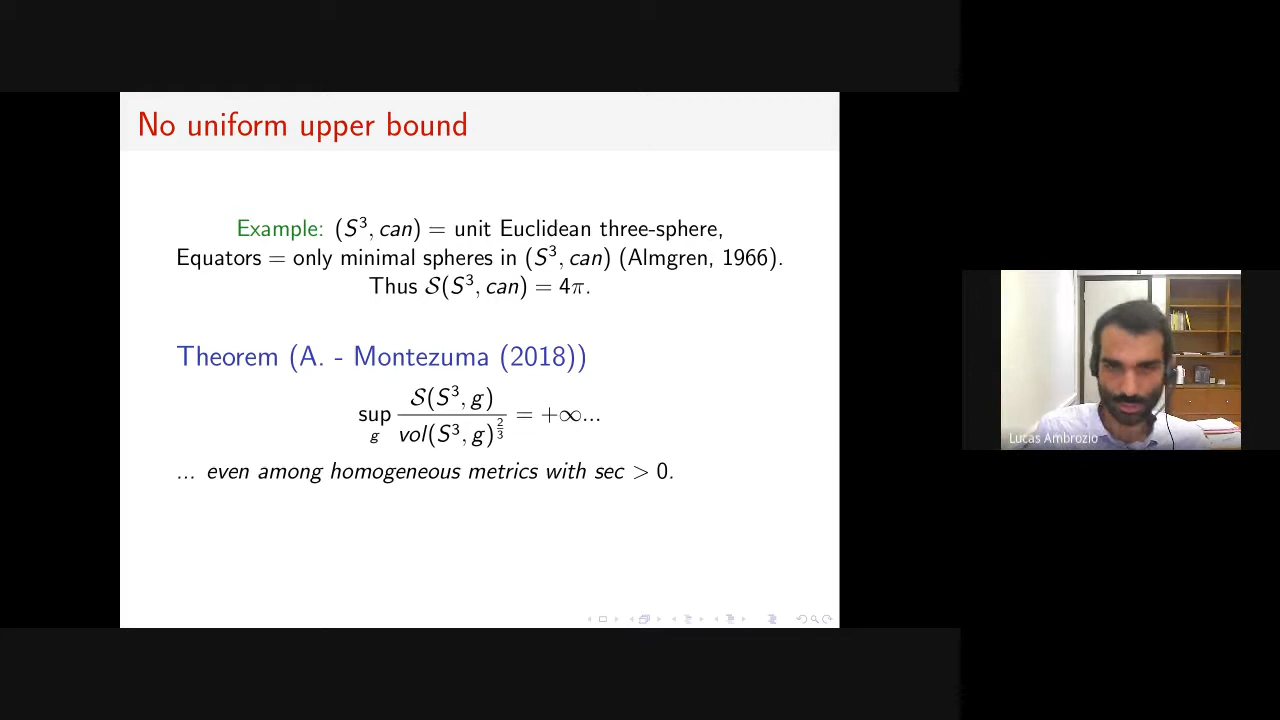 No uniform upper bound
Example: (S³, can) = unit Euclidean three-sphere,
Equators = only minimal spheres in (S³, can) (Almgren, 1966).
Thus 𝒮(S³, can) = 4π.
Theorem (A. - Montezuma (2018))
sup_g 𝒮(S³, g) / vol(S³, g)^{2/3} = +∞...
... even among homogeneous metrics with sec > 0.
Lucas Ambrozio